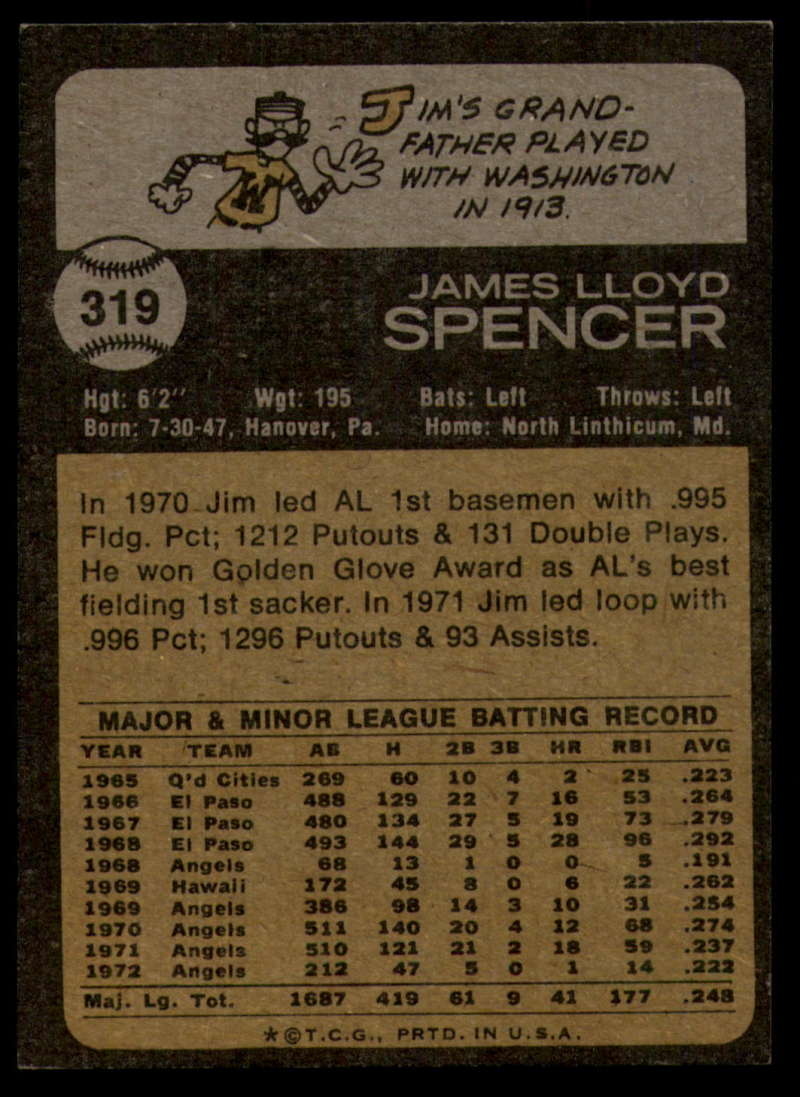 JIM'S GRAND-
FATHER PLAYED
WITH WASHINGTON
IN 1913.
W
319
JAMES LLOYD
SPENCER
Hgt: 6'2" Wgt: 195 Bats: Left Throws: Left
Born: 7-30-47, Hanover, Pa. Home: North Linthicum, Md.
In 1970 Jim led AL 1st basemen with .995
Fldg. Pct; 1212 Putouts & 131 Double Plays.
He won Golden Glove Award as AL's best
fielding 1st sacker. In 1971 Jim led loop with
.996 Pct; 1296 Putouts & 93 Assists.
MAJOR & MINOR LEAGUE BATTING RECORD
YEAR TEAM AB H 2B 3B HR RBI AVG
1965 Q'd Cities 269 60 10 4 2 25 .223
1966 El Paso 488 129 22 7 16 53 .264
1967 El Paso 480 134 27 5 19 73 .279
1968 El Paso 493 144 29 5 28 96 .292
1968 Angels 68 13 1 0 0 5 .191
1969 Hawaii 172 45 8 0 6 22 .262
1969 Angels 386 98 14 3 10 31 .254
1970 Angels 511 140 20 4 12 68 .274
1971 Angels 510 121 21 2 18 59 .237
1972 Angels 212 47 5 0 1 14 .222
Maj. Lg. Tot. 1687 419 61 9 41 177 .248
*©T.C.G., PRTD. IN U.S.A.